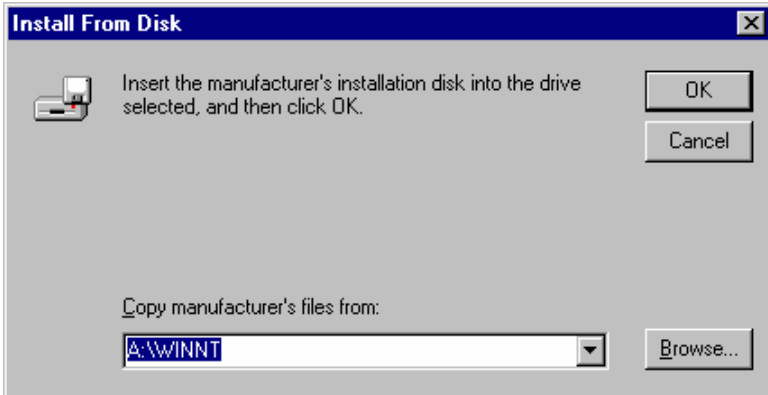 Install From Disk
Insert the manufacturer's installation disk into the drive
selected, and then click OK.
OK
Cancel
Copy manufacturer's files from:
A:\WINNT
Browse...